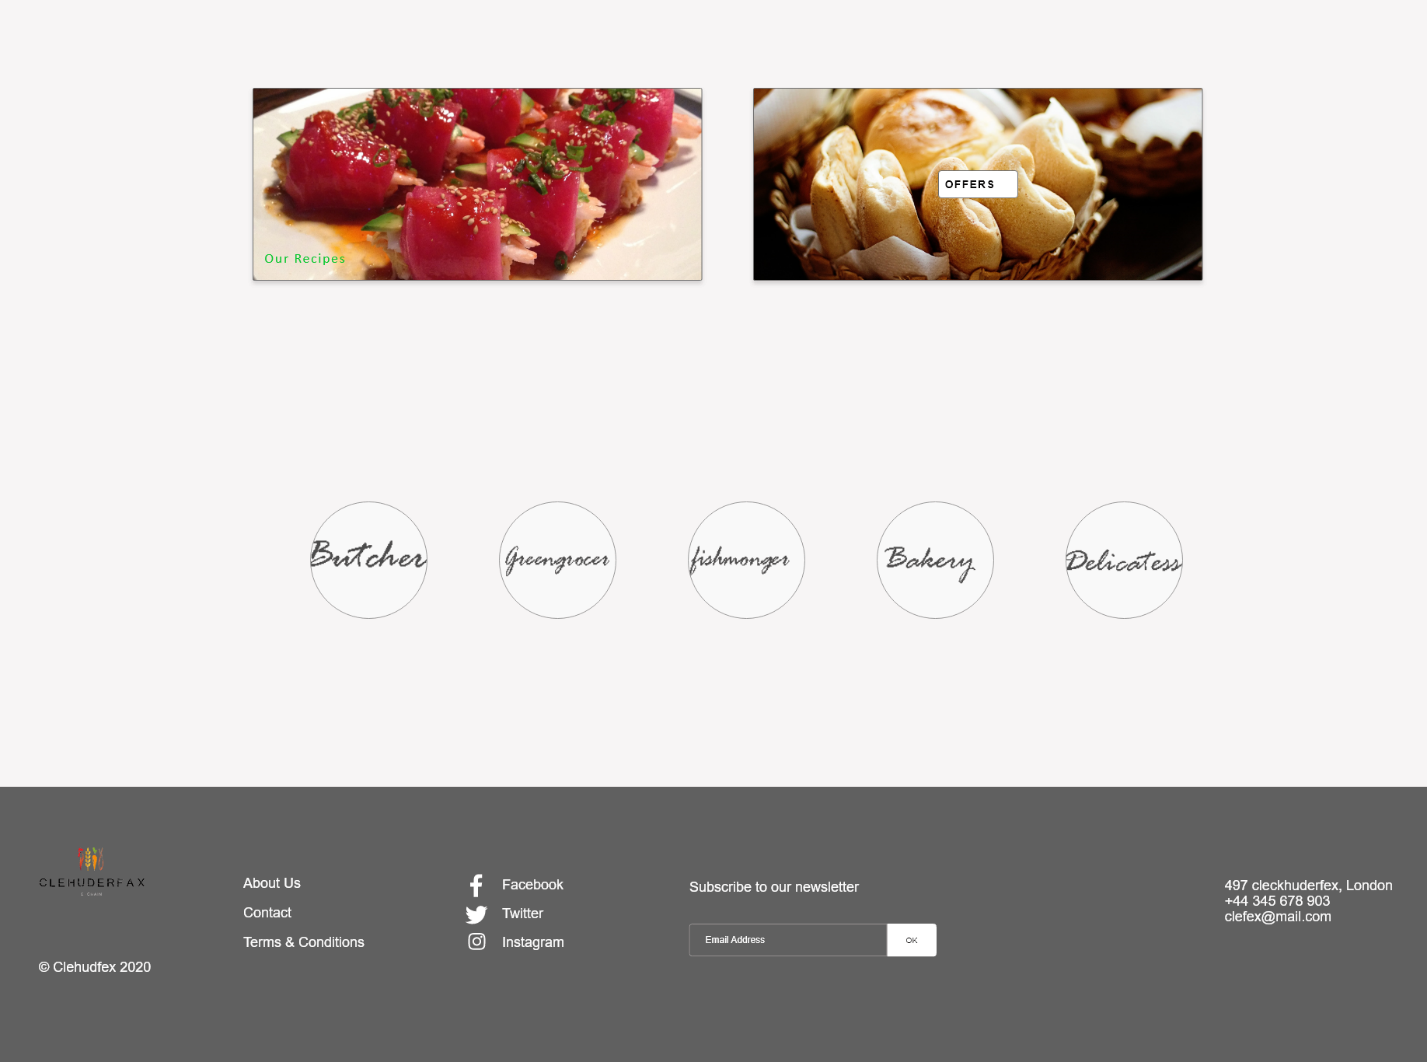 Our Recipes
OFFERS
Butcher
Greengrocer
fishmonger
Bakery
Delicatess
CLEHUDERFAX
© Clehudfex 2020
About Us
Contact
Terms & Conditions
Facebook
Twitter
Instagram
Subscribe to our newsletter
Email Address
OK
497 cleckhuderfex, London
+44 345 678 903
clefex@mail.com